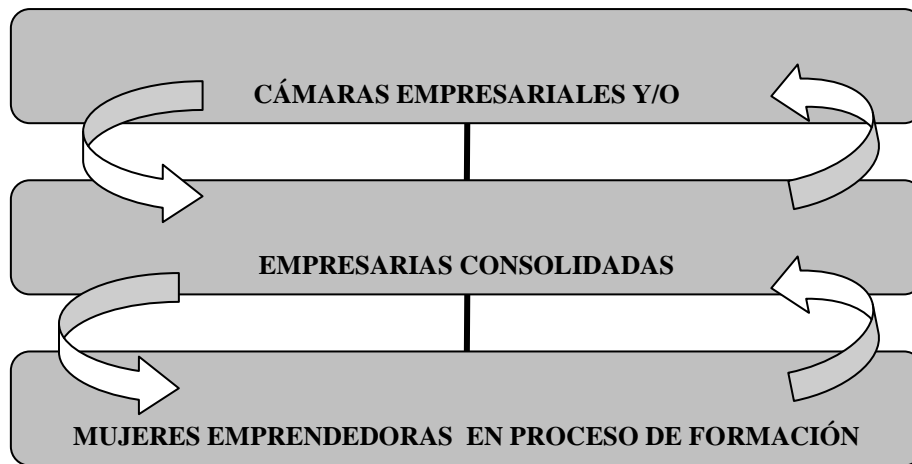 CÁMARAS EMPRESARIALES Y/O
EMPRESARIAS CONSOLIDADAS
MUJERES EMPRENDEDORAS  EN PROCESO DE FORMACIÓN